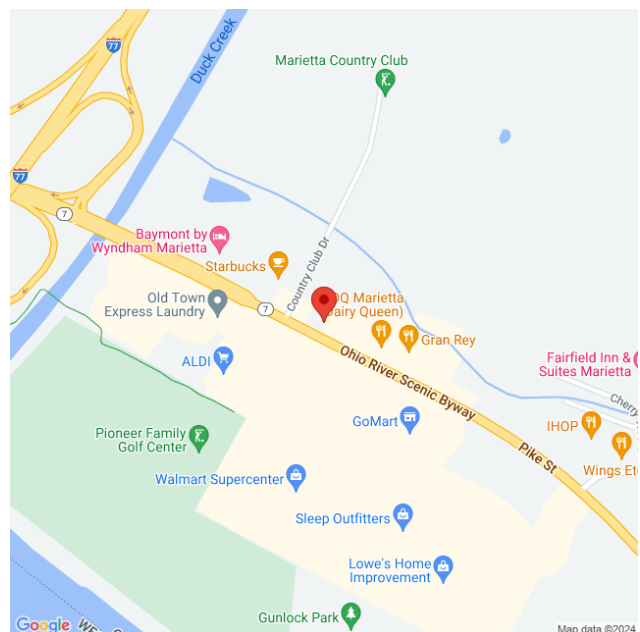 77
Duck Creek
Marietta Country Club
77
7
Baymont by
Wyndham Marietta
Starbucks
Country Club Dr
Old Town
Express Laundry
7
DQ Marietta
(Dairy Queen)
Gran Rey
Ohio River Scenic Byway
ALDI
Fairfield Inn &
Suites Marietta
Cherry
GoMart
IHOP
Pike St
Wings Etc
Pioneer Family
Golf Center
Walmart Supercenter
Sleep Outfitters
Lowe's Home
Improvement
Gunlock Park
Google
Map data ©2024